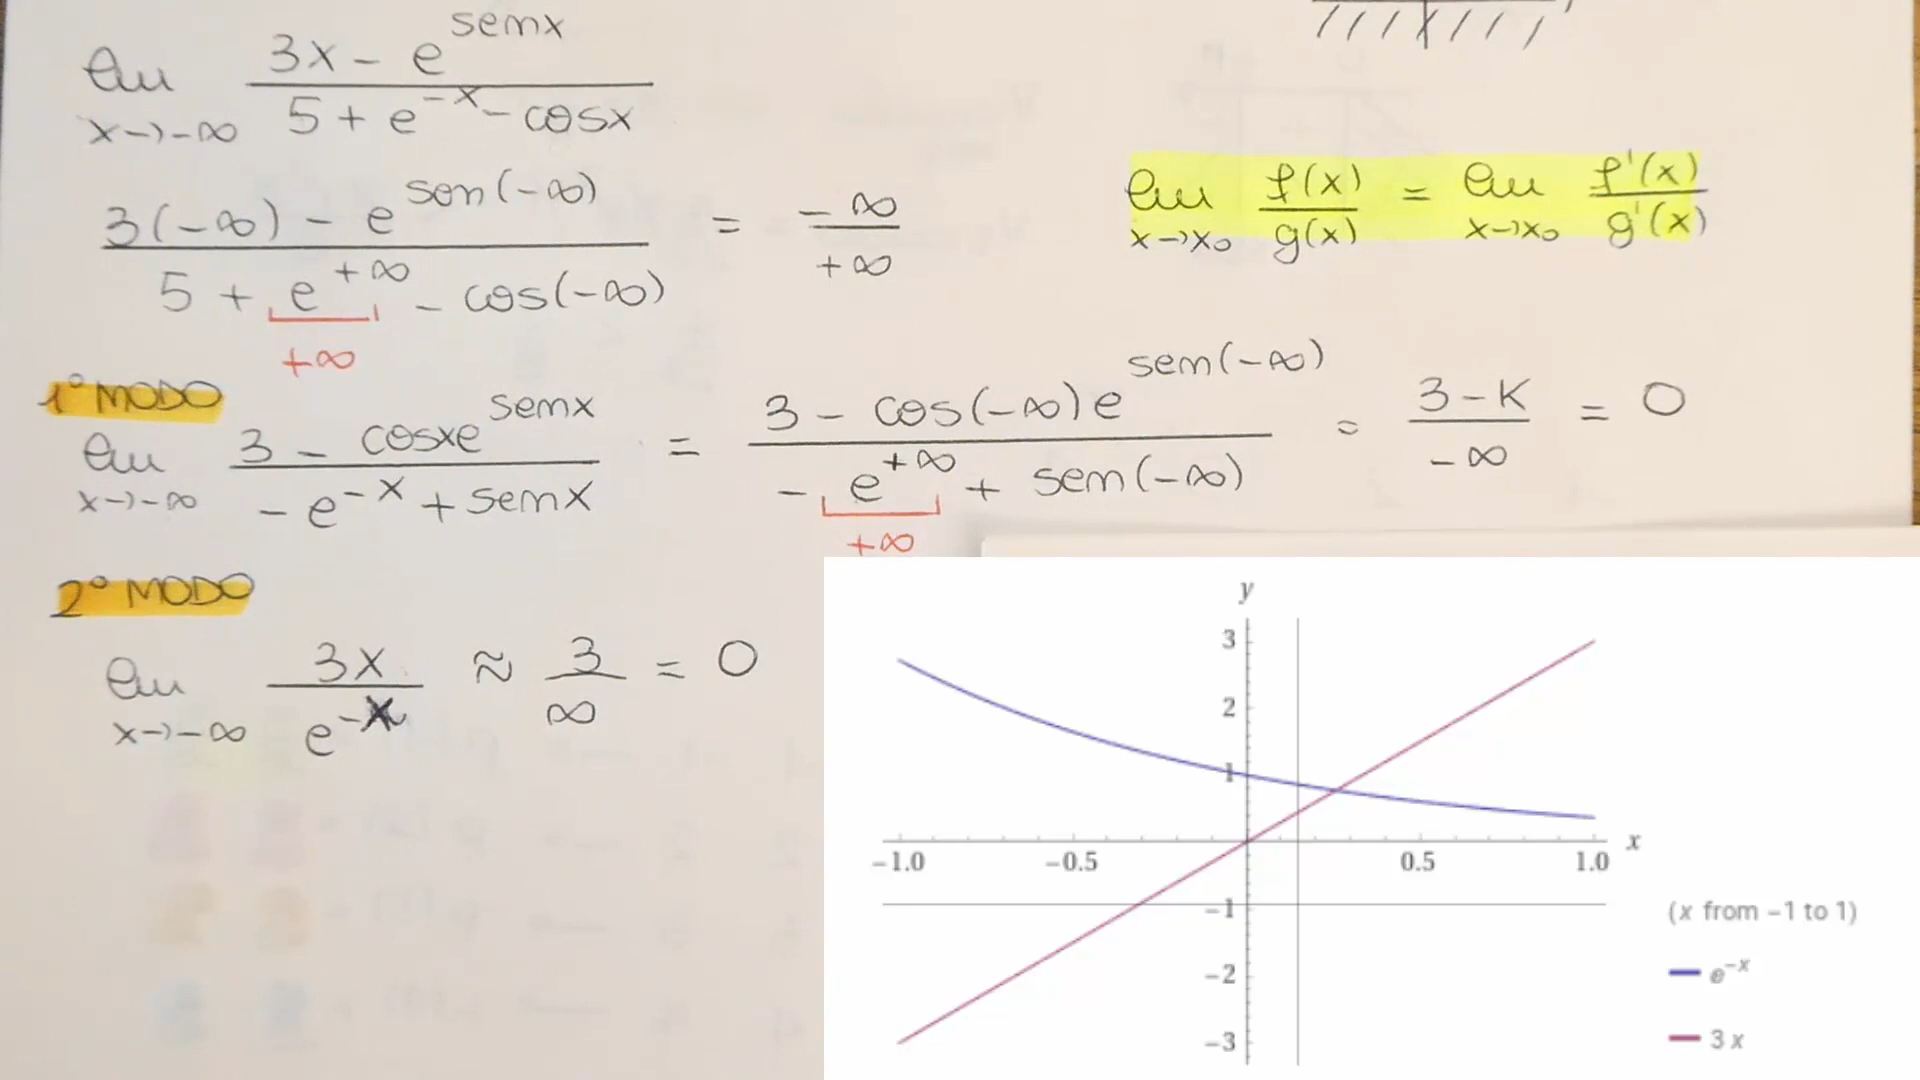 lim x→-∞ (3x - e^(senx)) / (5 + e^(-x) - cosx)
(3(-∞) - e^(sen(-∞))) / (5 + e^(+∞) - cos(-∞)) = -∞ / +∞
+∞
lim x→x₀ f(x)/g(x) = lim x→x₀ f'(x)/g'(x)
1° MODO
lim x→-∞ (3 - cosxe^(senx)) / (-e^(-x) + senx) = (3 - cos(-∞)e^(sen(-∞))) / (-e^(+∞) + sen(-∞)) = (3-K) / -∞ = 0
+∞
2° MODO
lim x→-∞ 3x / e^(-x) ≈ 3/∞ = 0
y
3
2
1
-1.0 -0.5 0.5 1.0 x
-1
-2
-3
(x from -1 to 1)
e^(-x)
3 x